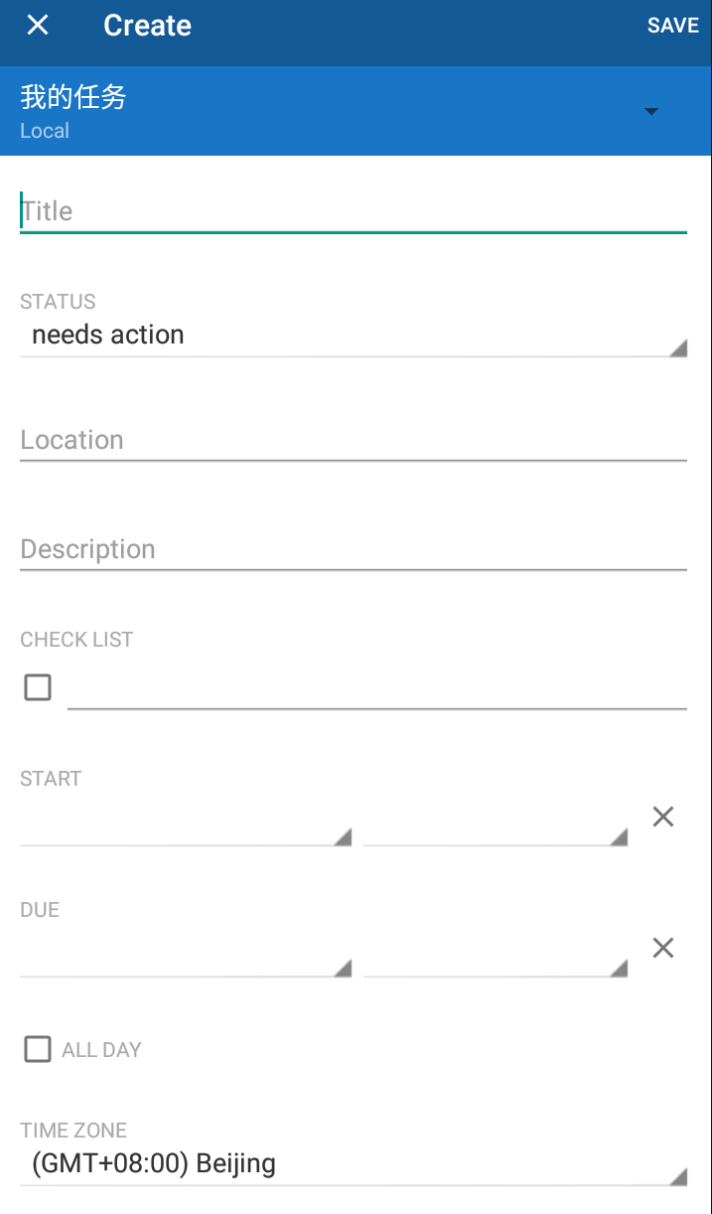 Create
SAVE
我的任务
Local
Title
STATUS
needs action
Location
Description
CHECK LIST
START
DUE
ALL DAY
TIME ZONE
(GMT+08:00) Beijing